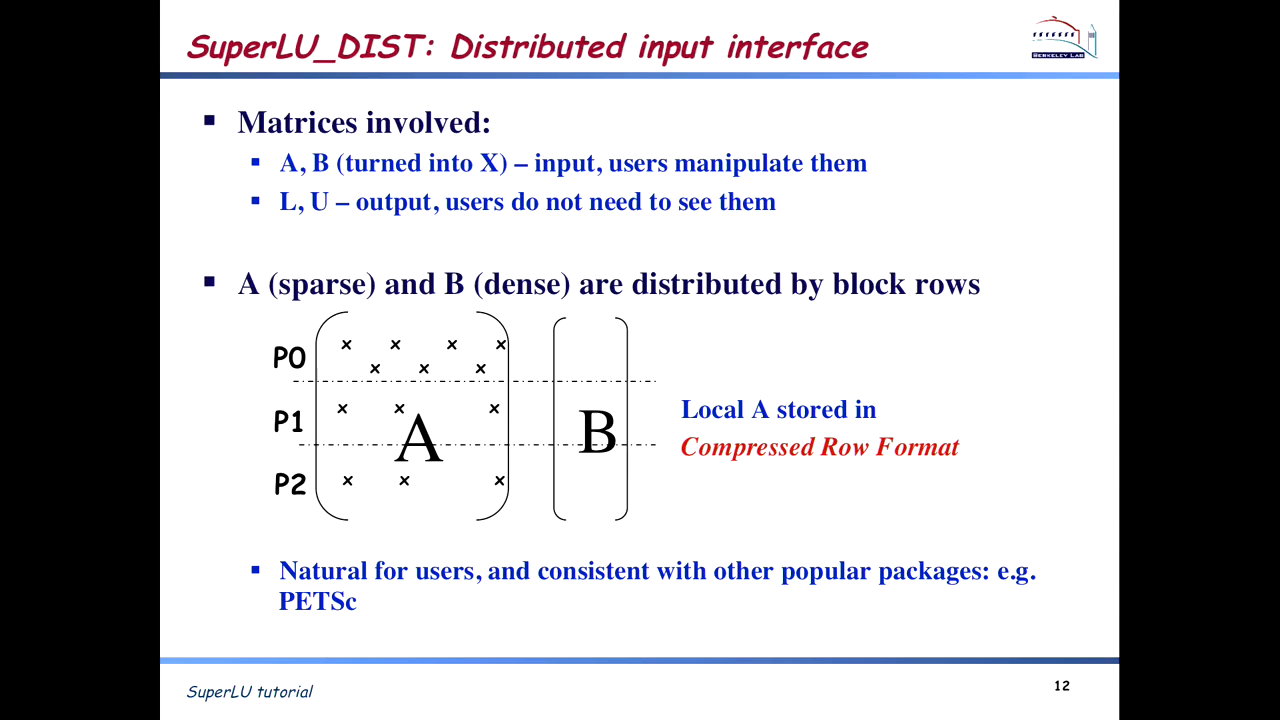 SuperLU_DIST: Distributed input interface
BERKELEY LAB
Matrices involved:
A, B (turned into X) – input, users manipulate them
L, U – output, users do not need to see them
A (sparse) and B (dense) are distributed by block rows
x x x x
P0
x x x
P1 x x x
A B
Local A stored in
Compressed Row Format
P2 x x x
Natural for users, and consistent with other popular packages: e.g.
PETSc
SuperLU tutorial
12